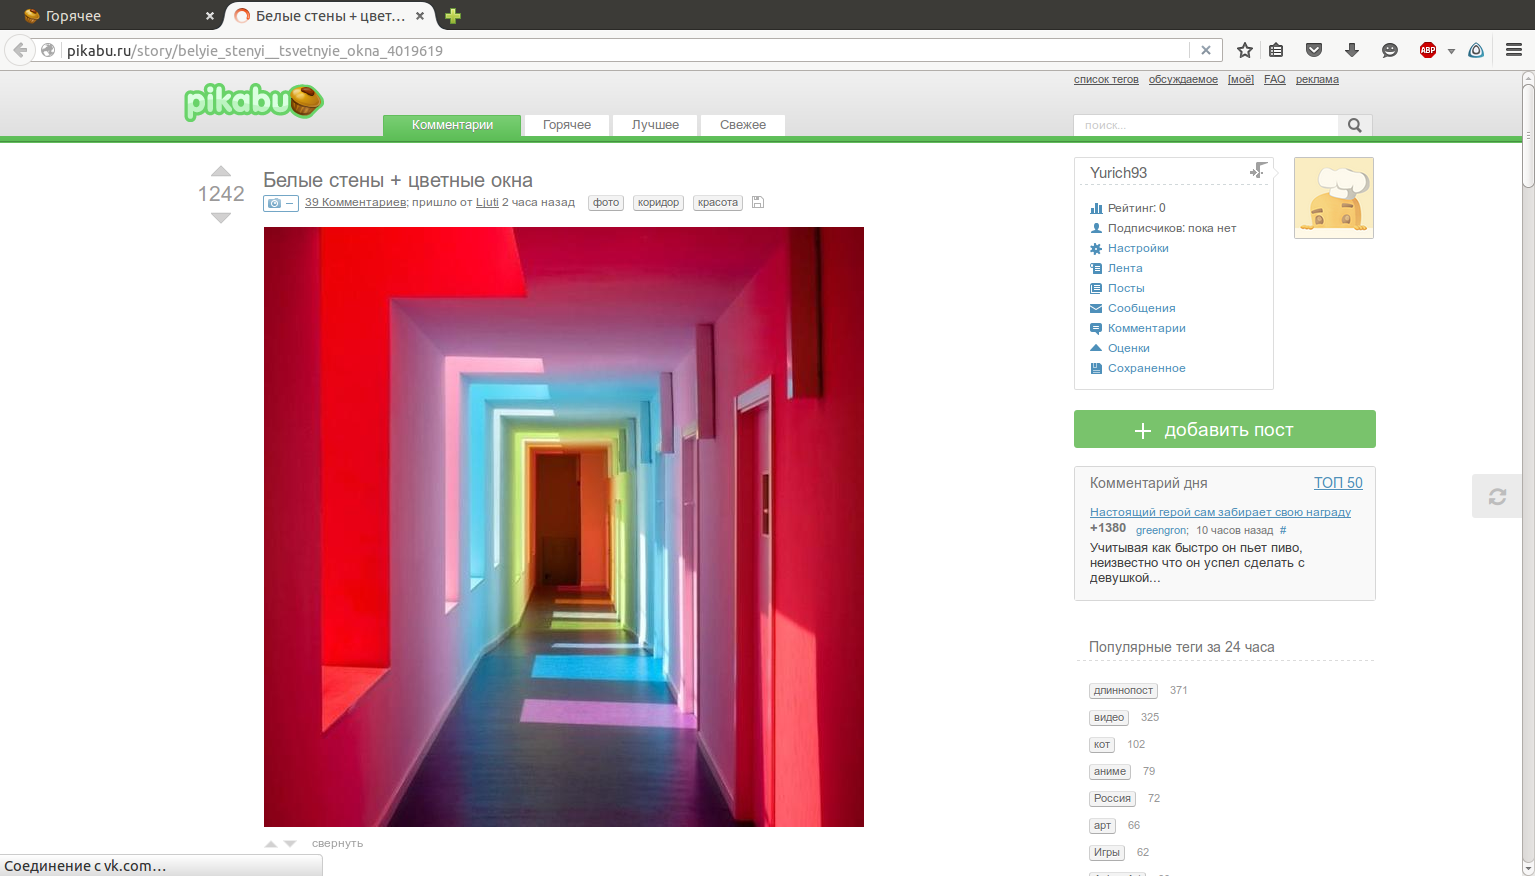 Горячее
Белые стены + цвет...
pikabu.ru/story/belyie_stenyi__tsvetnyie_okna_4019619
ABP
список тегов обсуждаемое [моё] FAQ реклама
pikabu
Комментарии Горячее Лучшее Свежее
поиск...
1242
Белые стены + цветные окна
39 Комментариев; пришло от Ljuti 2 часа назад фото коридор красота
свернуть
Yurich93
Рейтинг: 0
Подписчиков: пока нет
Настройки
Лента
Посты
Сообщения
Комментарии
Оценки
Сохраненное
+ добавить пост
Комментарий дня ТОП 50
Настоящий герой сам забирает свою награду
+1380 greengron; 10 часов назад #
Учитывая как быстро он пьет пиво,
неизвестно что он успел сделать с
девушкой...
Популярные теги за 24 часа
длиннопост 371
видео 325
кот 102
аниме 79
Россия 72
арт 66
Игры 62
Соединение с vk.com...